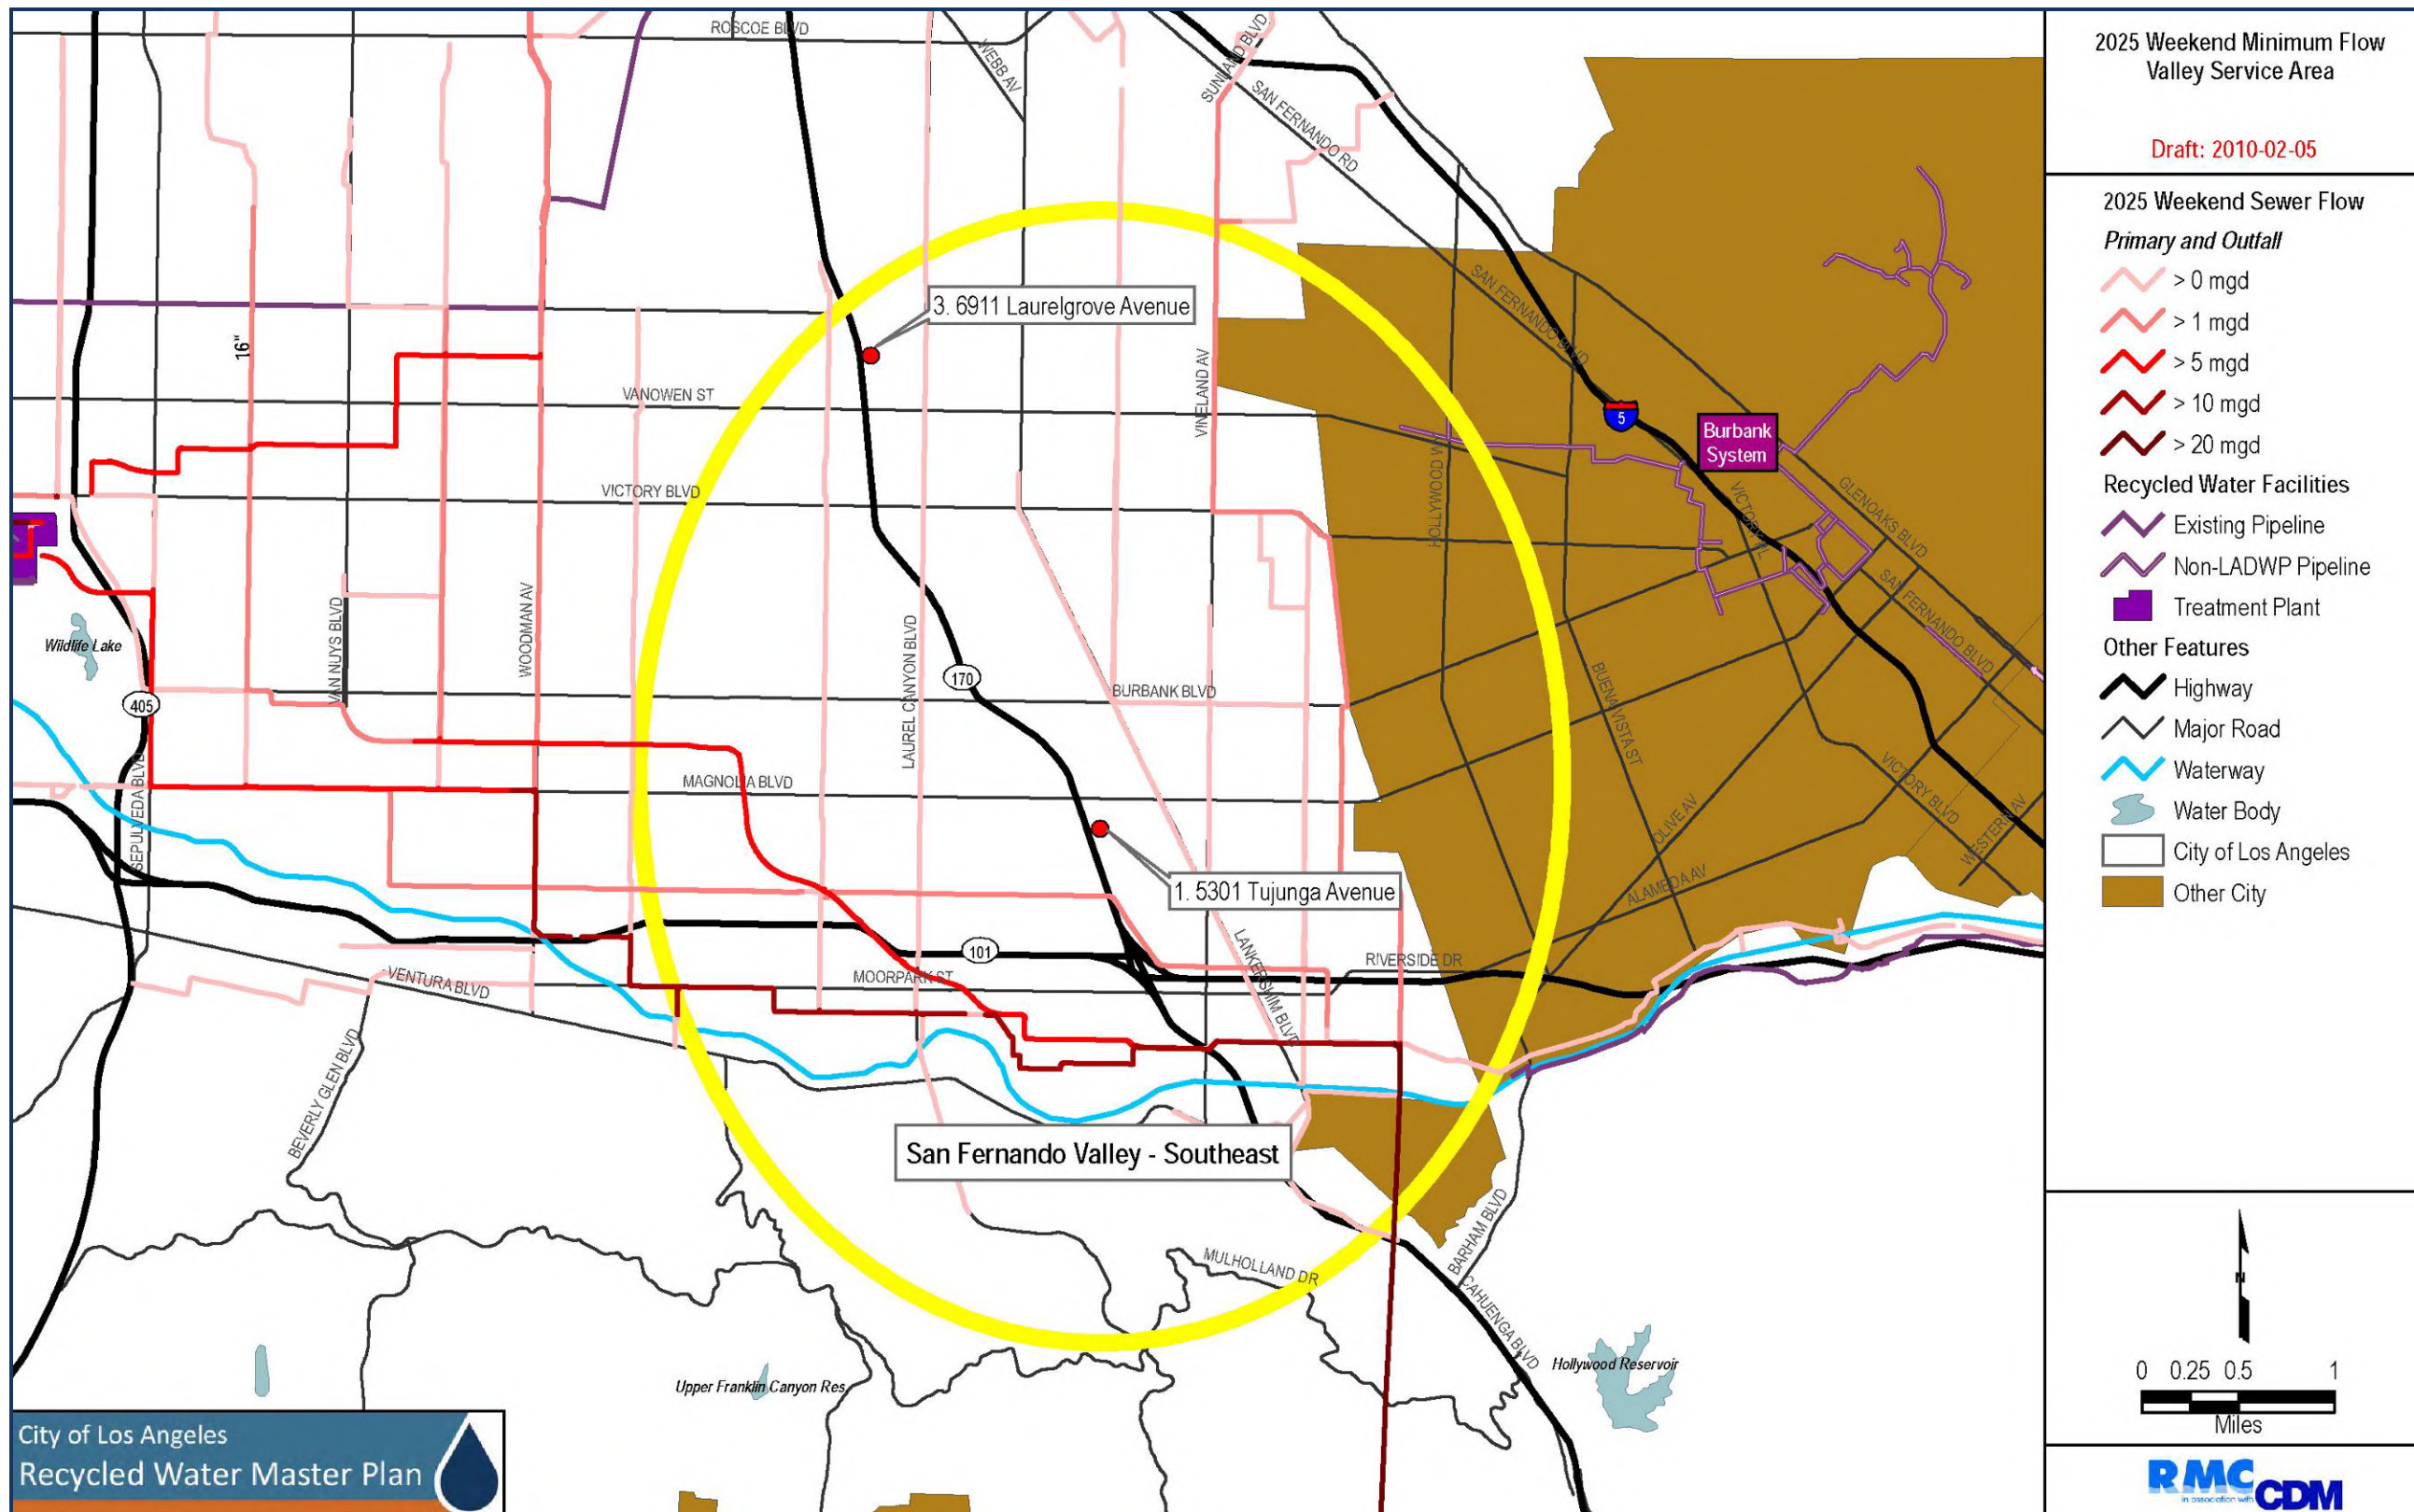 ROSCOE BLVD
WEBB AV
SUNLAND BLVD
SAN FERNANDO RD
3. 6911 Laurelgrove Avenue
SAN FERNANDO BLVD
16"
VANOWEN ST
VINELAND AV
5
Burbank
System
HOLLYWOOD W
VICTORY BLVD
VICTORY PL
GLENOAKS BLVD
SAN FERNANDO BLVD
Wildlife Lake
VAN NUYS BLVD
WOODMAN AV
LAUREL CANYON BLVD
170
BURBANK BLVD
BUENA VISTA ST
405
SEPULVEDA BLVD
MAGNOLIA BLVD
OLIVE AV
VICTORY BLVD
WESTERN AV
1. 5301 Tujunga Avenue
ALAMEDA AV
101
LANKERSHIM BLVD
RIVERSIDE DR
VENTURA BLVD
MOORPARK ST
BEVERLY GLEN BLVD
San Fernando Valley - Southeast
MULHOLLAND DR
BARHAM BLVD
CAHUENGA BLVD
Hollywood Reservoir
Upper Franklin Canyon Res.
City of Los Angeles
Recycled Water Master Plan
2025 Weekend Minimum Flow
Valley Service Area
Draft: 2010-02-05
2025 Weekend Sewer Flow
Primary and Outfall
> 0 mgd
> 1 mgd
> 5 mgd
> 10 mgd
> 20 mgd
Recycled Water Facilities
Existing Pipeline
Non-LADWP Pipeline
Treatment Plant
Other Features
Highway
Major Road
Waterway
Water Body
City of Los Angeles
Other City
N
0 0.25 0.5 1
Miles
RMC
in association with CDM